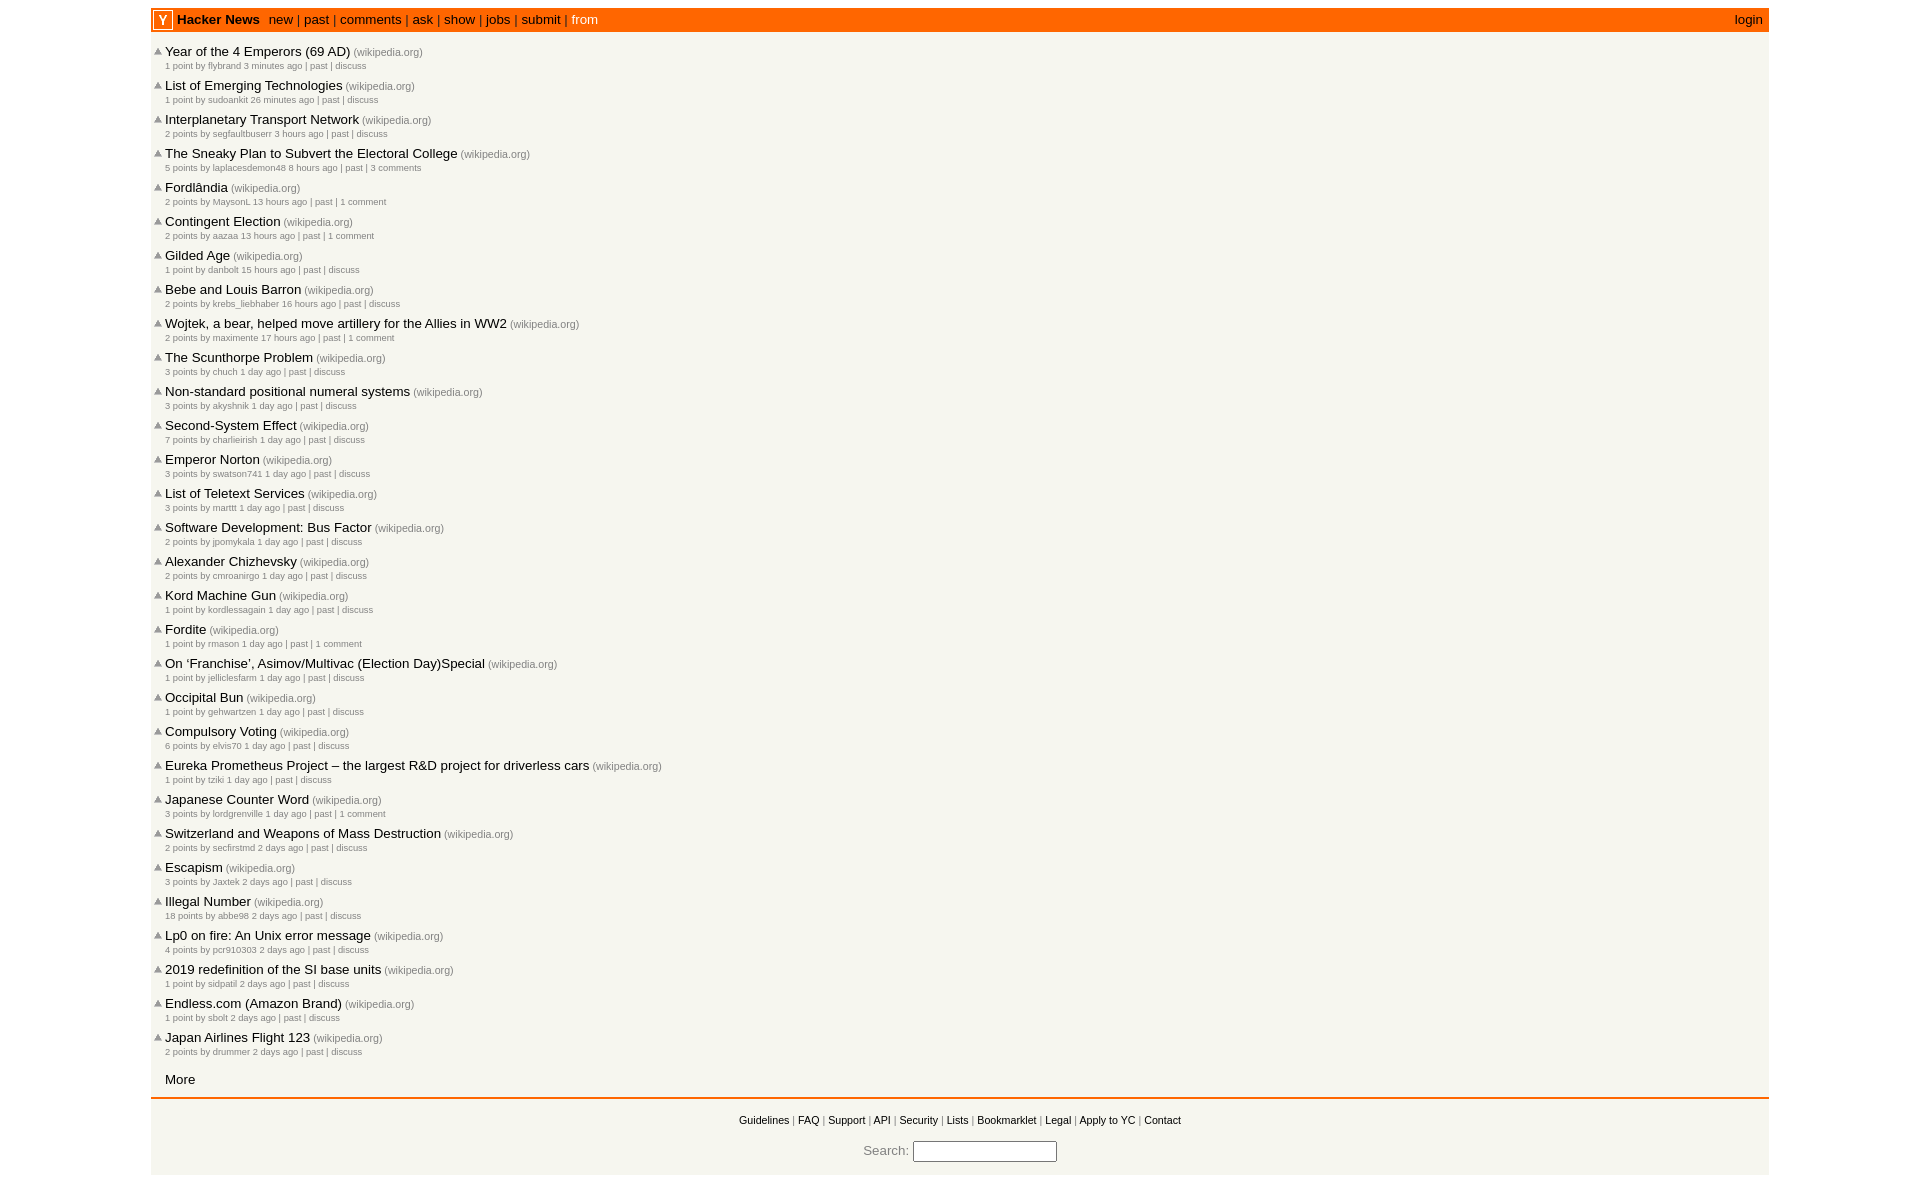 Y Hacker News new | past | comments | ask | show | jobs | submit | from login
Year of the 4 Emperors (69 AD) (wikipedia.org)
1 point by flybrand 3 minutes ago | past | discuss
List of Emerging Technologies (wikipedia.org)
1 point by sudoankit 26 minutes ago | past | discuss
Interplanetary Transport Network (wikipedia.org)
2 points by segfaultbuserr 3 hours ago | past | discuss
The Sneaky Plan to Subvert the Electoral College (wikipedia.org)
5 points by laplacesdemon48 8 hours ago | past | 3 comments
Fordlândia (wikipedia.org)
2 points by MaysonL 13 hours ago | past | 1 comment
Contingent Election (wikipedia.org)
2 points by aazaa 13 hours ago | past | 1 comment
Gilded Age (wikipedia.org)
1 point by danbolt 15 hours ago | past | discuss
Bebe and Louis Barron (wikipedia.org)
2 points by krebs_liebhaber 16 hours ago | past | discuss
Wojtek, a bear, helped move artillery for the Allies in WW2 (wikipedia.org)
2 points by maximente 17 hours ago | past | 1 comment
The Scunthorpe Problem (wikipedia.org)
3 points by chuch 1 day ago | past | discuss
Non-standard positional numeral systems (wikipedia.org)
3 points by akyshnik 1 day ago | past | discuss
Second-System Effect (wikipedia.org)
7 points by charlieirish 1 day ago | past | discuss
Emperor Norton (wikipedia.org)
3 points by swatson741 1 day ago | past | discuss
List of Teletext Services (wikipedia.org)
3 points by marttt 1 day ago | past | discuss
Software Development: Bus Factor (wikipedia.org)
2 points by jpomykala 1 day ago | past | discuss
Alexander Chizhevsky (wikipedia.org)
2 points by cmroanirgo 1 day ago | past | discuss
Kord Machine Gun (wikipedia.org)
1 point by kordlessagain 1 day ago | past | discuss
Fordite (wikipedia.org)
1 point by rmason 1 day ago | past | 1 comment
On ‘Franchise’, Asimov/Multivac (Election Day)Special (wikipedia.org)
1 point by jelliclesfarm 1 day ago | past | discuss
Occipital Bun (wikipedia.org)
1 point by gehwartzen 1 day ago | past | discuss
Compulsory Voting (wikipedia.org)
6 points by elvis70 1 day ago | past | discuss
Eureka Prometheus Project – the largest R&D project for driverless cars (wikipedia.org)
1 point by tziki 1 day ago | past | discuss
Japanese Counter Word (wikipedia.org)
3 points by lordgrenville 1 day ago | past | 1 comment
Switzerland and Weapons of Mass Destruction (wikipedia.org)
2 points by secfirstmd 2 days ago | past | discuss
Escapism (wikipedia.org)
3 points by Jaxtek 2 days ago | past | discuss
Illegal Number (wikipedia.org)
18 points by abbe98 2 days ago | past | discuss
Lp0 on fire: An Unix error message (wikipedia.org)
4 points by pcr910303 2 days ago | past | discuss
2019 redefinition of the SI base units (wikipedia.org)
1 point by sidpatil 2 days ago | past | discuss
Endless.com (Amazon Brand) (wikipedia.org)
1 point by sbolt 2 days ago | past | discuss
Japan Airlines Flight 123 (wikipedia.org)
2 points by drummer 2 days ago | past | discuss
More
Guidelines | FAQ | Support | API | Security | Lists | Bookmarklet | Legal | Apply to YC | Contact
Search: